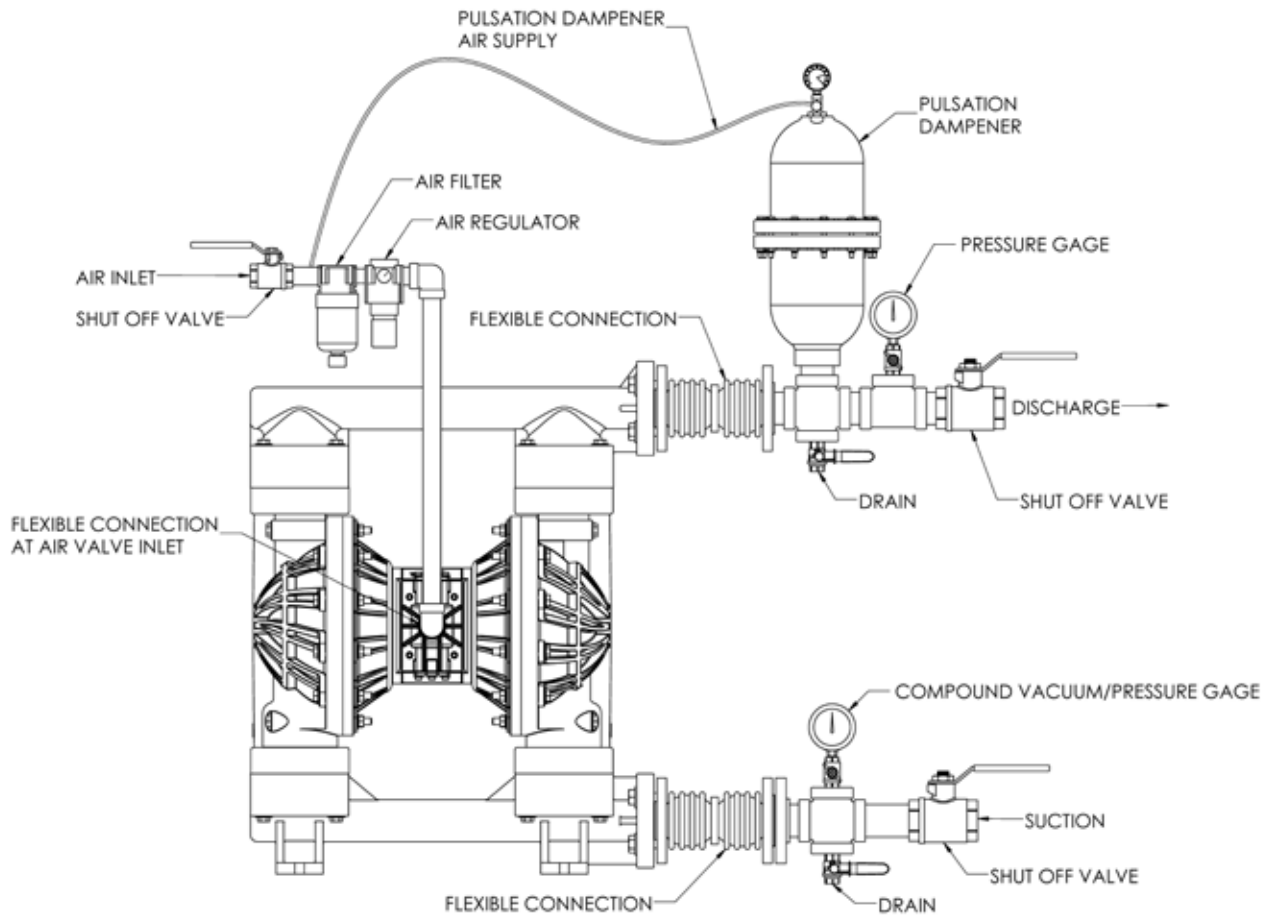 PULSATION DAMPENER
AIR SUPPLY
PULSATION
DAMPENER
AIR FILTER
AIR REGULATOR
PRESSURE GAGE
AIR INLET
SHUT OFF VALVE
FLEXIBLE CONNECTION
DISCHARGE
DRAIN
SHUT OFF VALVE
FLEXIBLE CONNECTION
AT AIR VALVE INLET
COMPOUND VACUUM/PRESSURE GAGE
SUCTION
SHUT OFF VALVE
FLEXIBLE CONNECTION
DRAIN